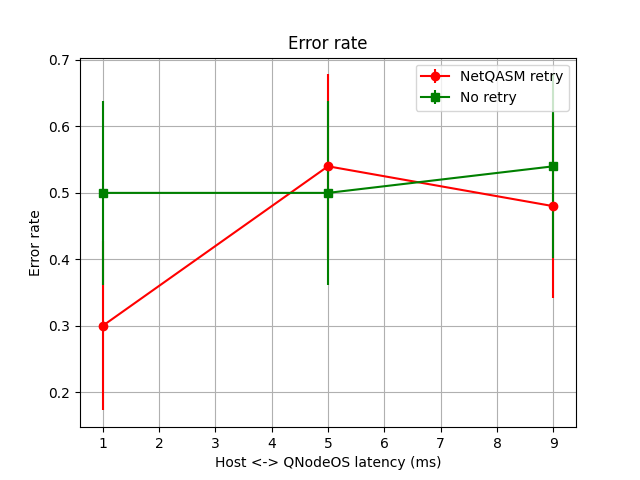 Error rate
0.7
0.6
0.5
0.4
0.3
0.2
Error rate
NetQASM retry
No retry
1 2 3 4 5 6 7 8 9
Host <-> QNodeOS latency (ms)